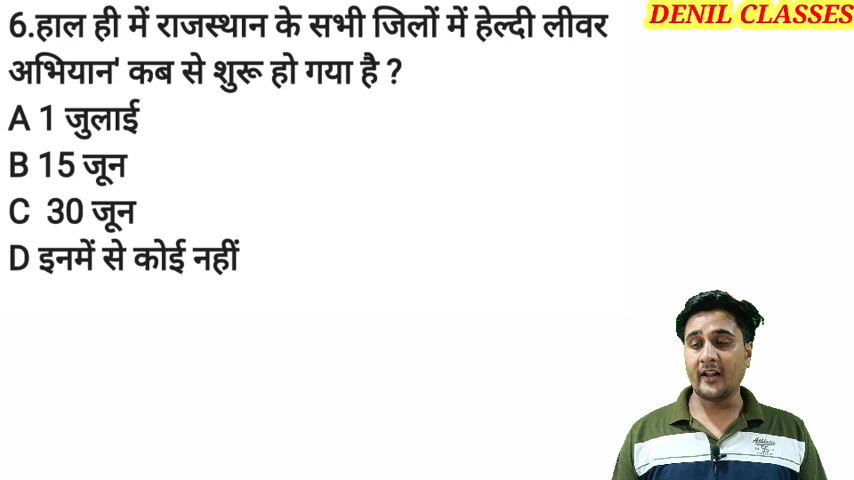 DENIL CLASSES
6.हाल ही में राजस्थान के सभी जिलों में हेल्दी लीवर
अभियान' कब से शुरू हो गया है ?
A 1 जुलाई
B 15 जून
C 30 जून
D इनमें से कोई नहीं